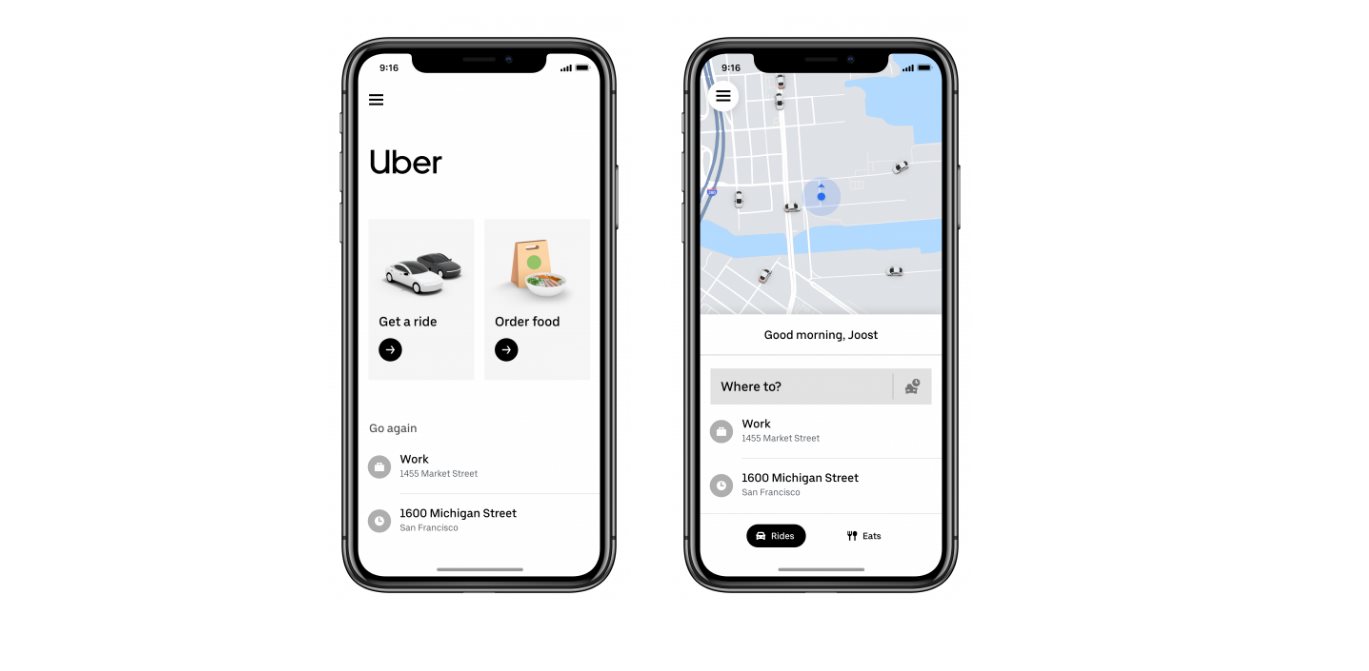 9:16
Uber
Get a ride
Order food
Go again
Work
1455 Market Street
1600 Michigan Street
San Francisco
9:16
Good morning, Joost
Where to?
Work
1455 Market Street
1600 Michigan Street
San Francisco
Rides
Eats